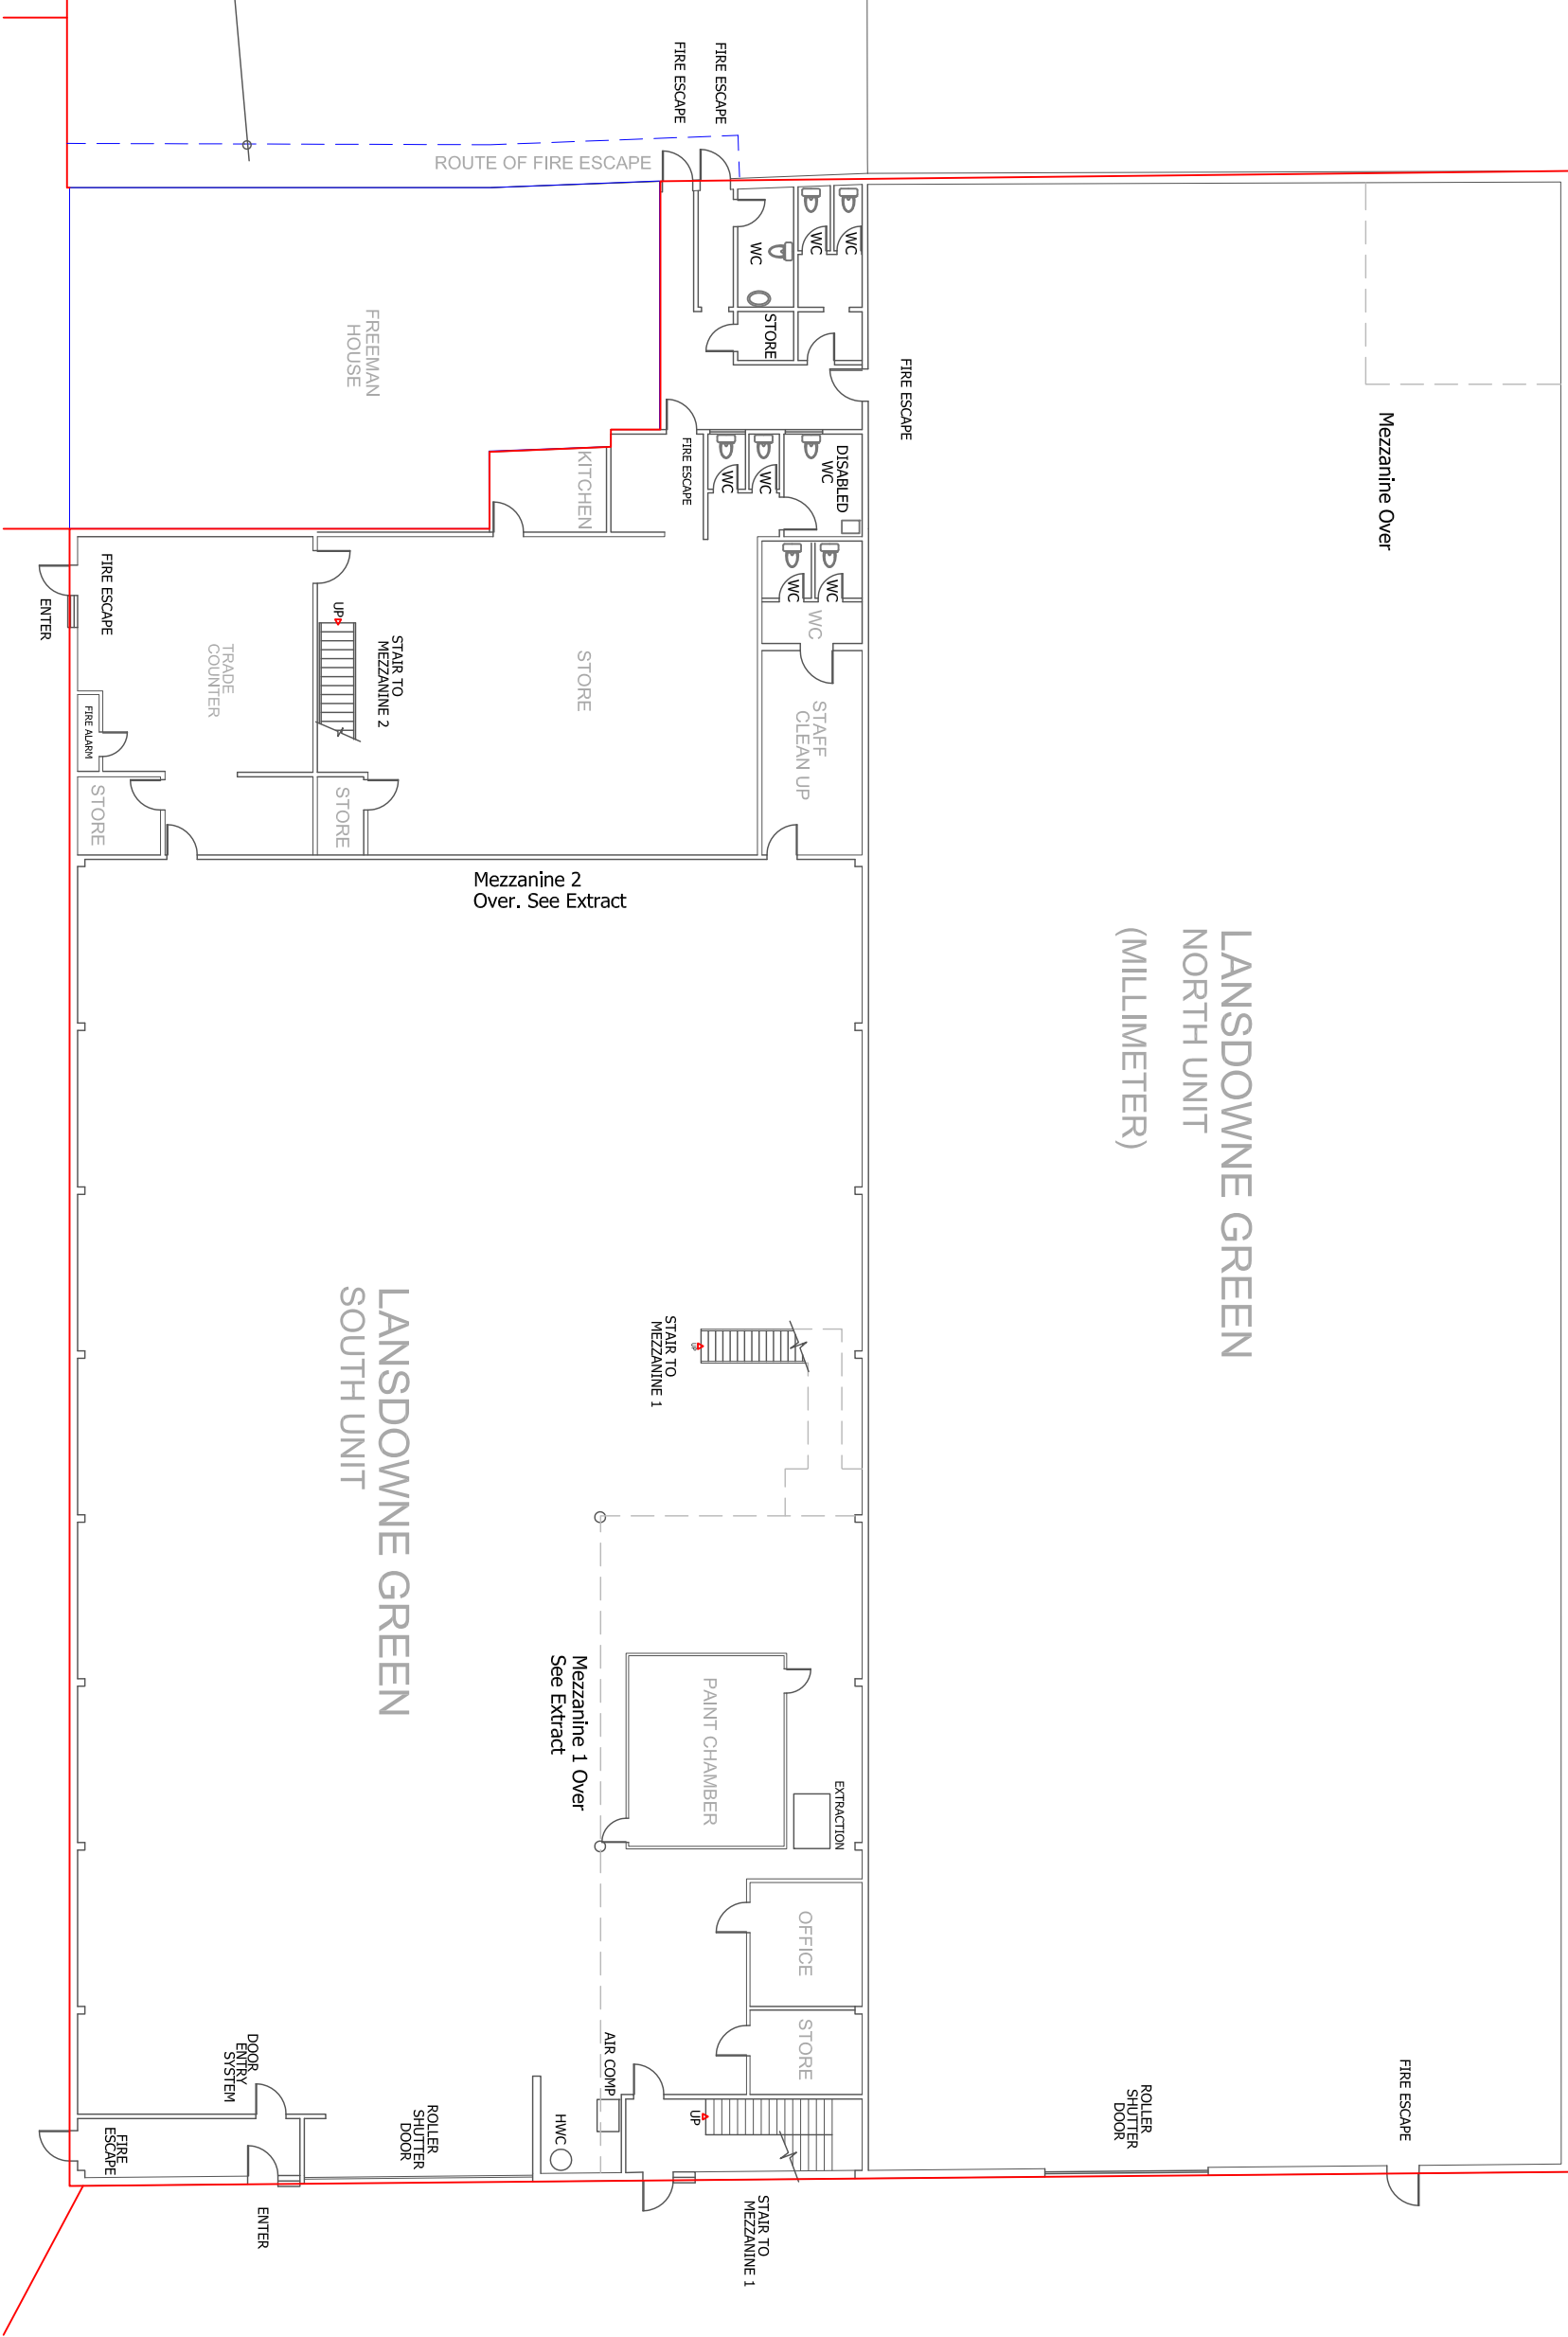 FIRE ESCAPE
FIRE ESCAPE
ROUTE OF FIRE ESCAPE
WC
WC
WC
STORE
FREEMAN
HOUSE
FIRE ESCAPE
Mezzanine Over
KITCHEN
FIRE ESCAPE
WC
WC
DISABLED
WC
FIRE ESCAPE
ENTER
UP
STAIR TO
MEZZANINE 2
TRADE
COUNTER
STORE
WC
WC
WC
FIRE ALARM
STAFF
CLEAN UP
STORE
STORE
Mezzanine 2
Over. See Extract
LANSDOWNE GREEN
NORTH UNIT
(MILLIMETER)
LANSDOWNE GREEN
SOUTH UNIT
STAIR TO
MEZZANINE 1
UP
Mezzanine 1 Over
See Extract
PAINT CHAMBER
EXTRACTION
OFFICE
STORE
DOOR
ENTRY
SYSTEM
AIR COMP
ROLLER
SHUTTER
DOOR
HWC
UP
FIRE
ESCAPE
ENTER
STAIR TO
MEZZANINE 1
ROLLER
SHUTTER
DOOR
FIRE ESCAPE